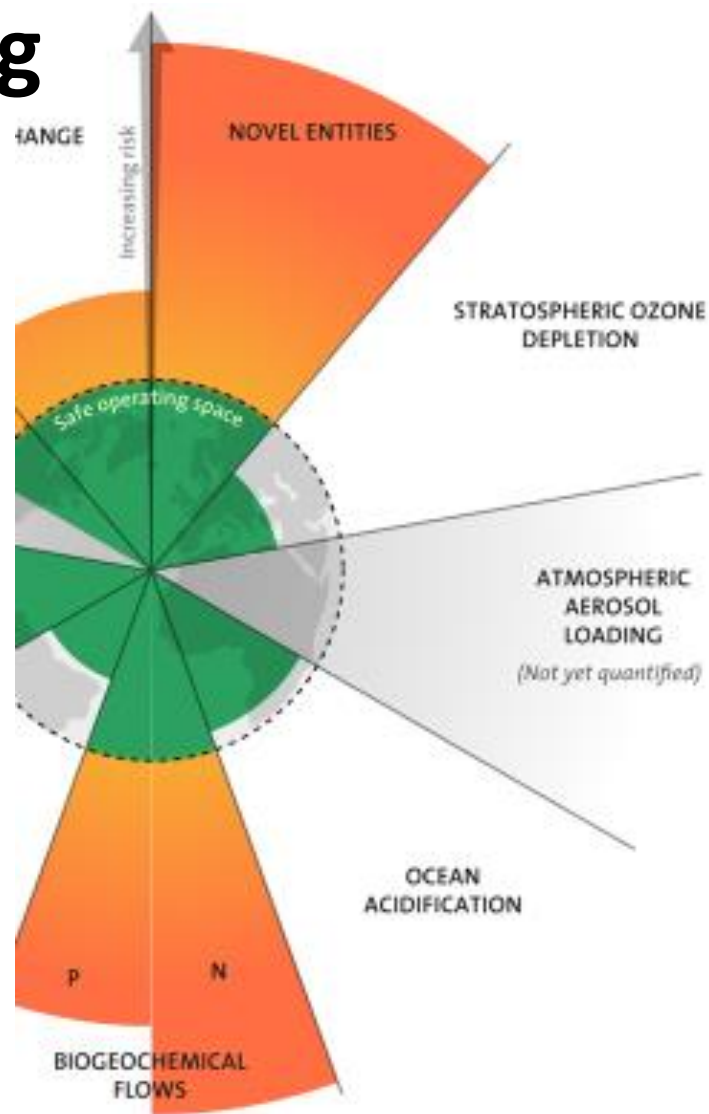 g
HANGE
NOVEL ENTITIES
Increasing risk
STRATOSPHERIC OZONE
DEPLETION
Safe operating space
ATMOSPHERIC
AEROSOL
LOADING
(Not yet quantified)
OCEAN
ACIDIFICATION
P
N
BIOGEOCHEMICAL
FLOWS